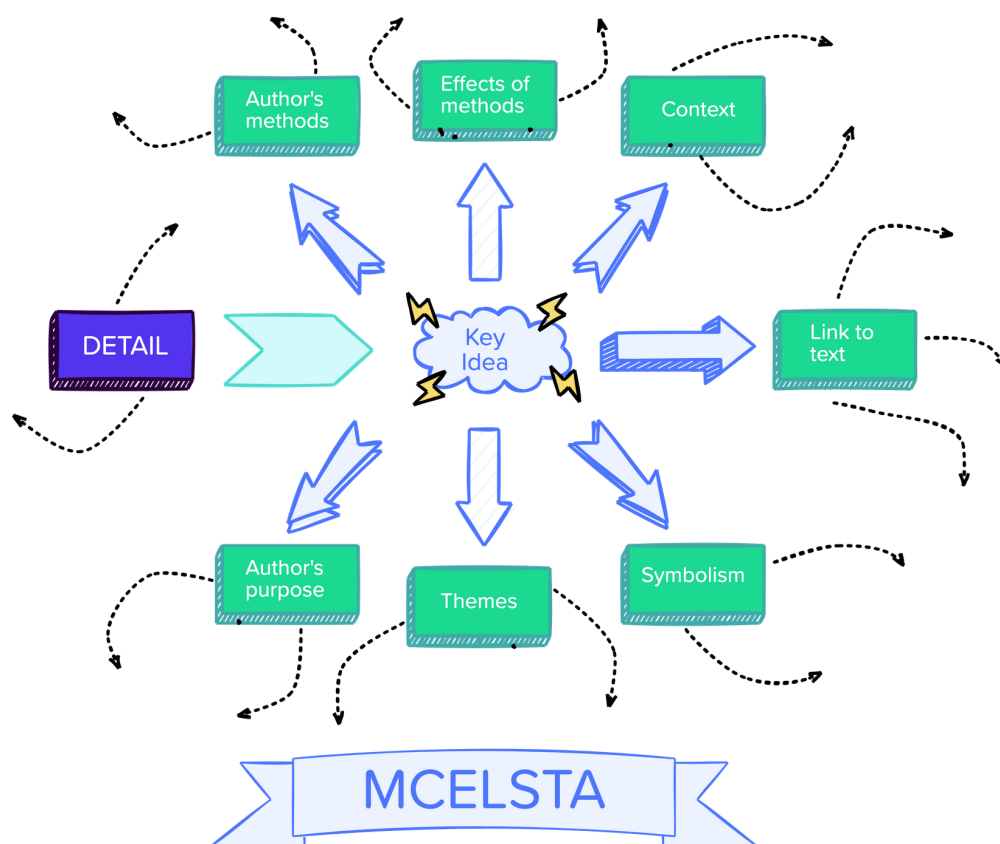 Author's
methods
Effects of
methods
Context
DETAIL
Key
Idea
Link to
text
Author's
purpose
Themes
Symbolism
MCELSTA